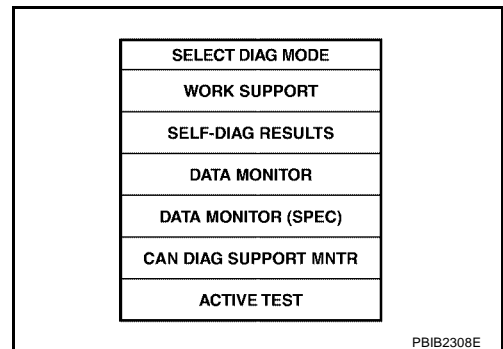 SELECT DIAG MODE
WORK SUPPORT
SELF-DIAG RESULTS
DATA MONITOR
DATA MONITOR (SPEC)
CAN DIAG SUPPORT MNTR
ACTIVE TEST
PBIB2308E